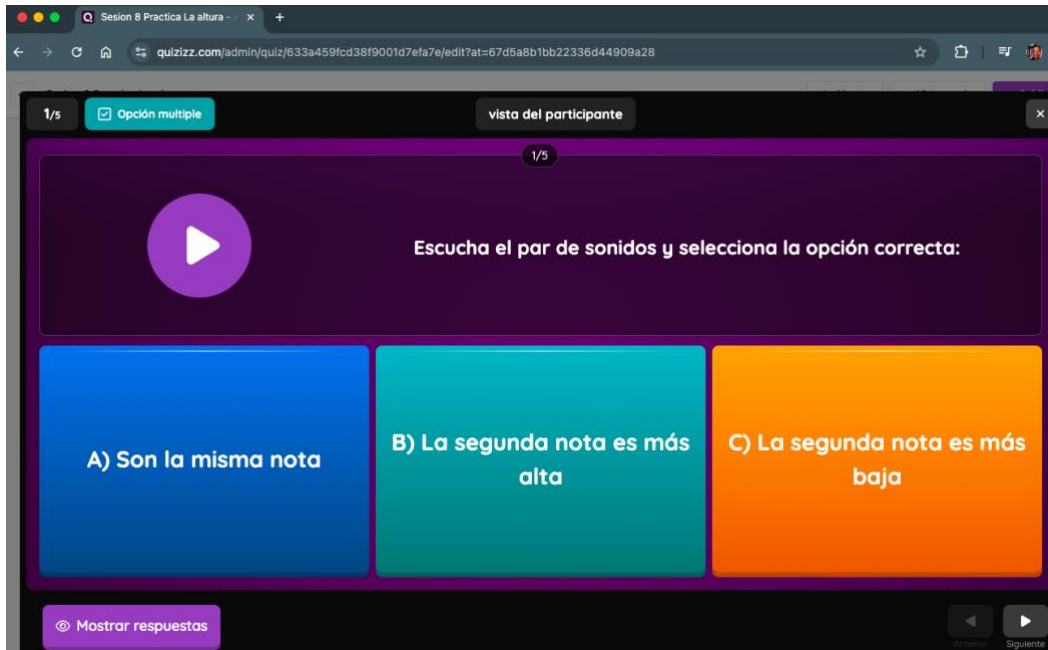 Sesion 8 Practica La altura -
quizizz.com/admin/quiz/633a459fcd38f9001d7efa7e/edit?at=67d5a8b1bb22336d44909a28
1/5
Opción multiple
vista del participante
1/5
Escucha el par de sonidos y selecciona la opción correcta:
A) Son la misma nota
B) La segunda nota es más
alta
C) La segunda nota es más
baja
Mostrar respuestas
Anterior
Siguiente